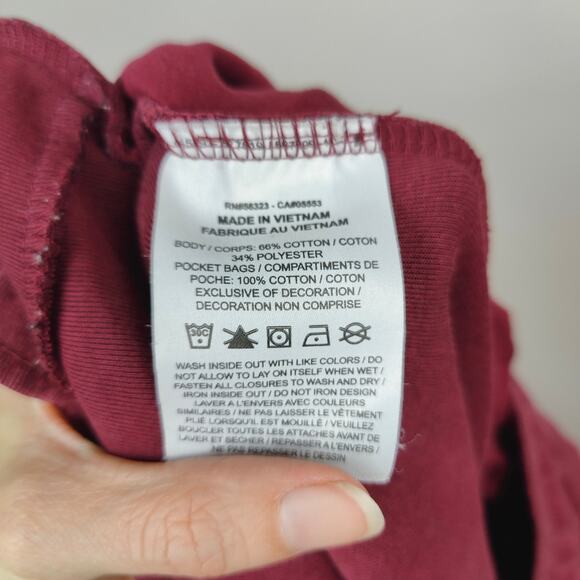 RN#56323 - CA#05553
MADE IN VIETNAM
FABRIQUE AU VIETNAM
BODY / CORPS: 66% COTTON / COTON
34% POLYESTER
POCKET BAGS / COMPARTIMENTS DE
POCHE: 100% COTTON / COTON
EXCLUSIVE OF DECORATION /
DECORATION NON COMPRISE
30C
WASH INSIDE OUT WITH LIKE COLORS / DO
NOT ALLOW TO LAY ON ITSELF WHEN WET /
FASTEN ALL CLOSURES TO WASH AND DRY /
IRON INSIDE OUT / DO NOT IRON DESIGN
LAVER A L'ENVERS AVEC COULEURS
SIMILAIRES / NE PAS LAISSER LE VÊTEMENT
PLIÉ LORSQU'IL EST MOUILLÉ / VEUILLEZ
BOUCLER TOUTES LES ATTACHES AVANT DE
LAVER ET SÉCHER / REPASSER A L'ENVERS /
NE PAS REPASSER LE DESSIN